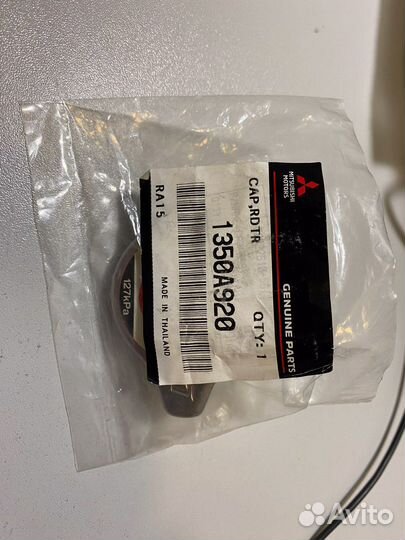 MITSUBISHI
MOTORS
GENUINE PARTS
CAP,RDTR QTY: 1
1350A920
RA15 MADE IN THAILAND
127kPa
Avito